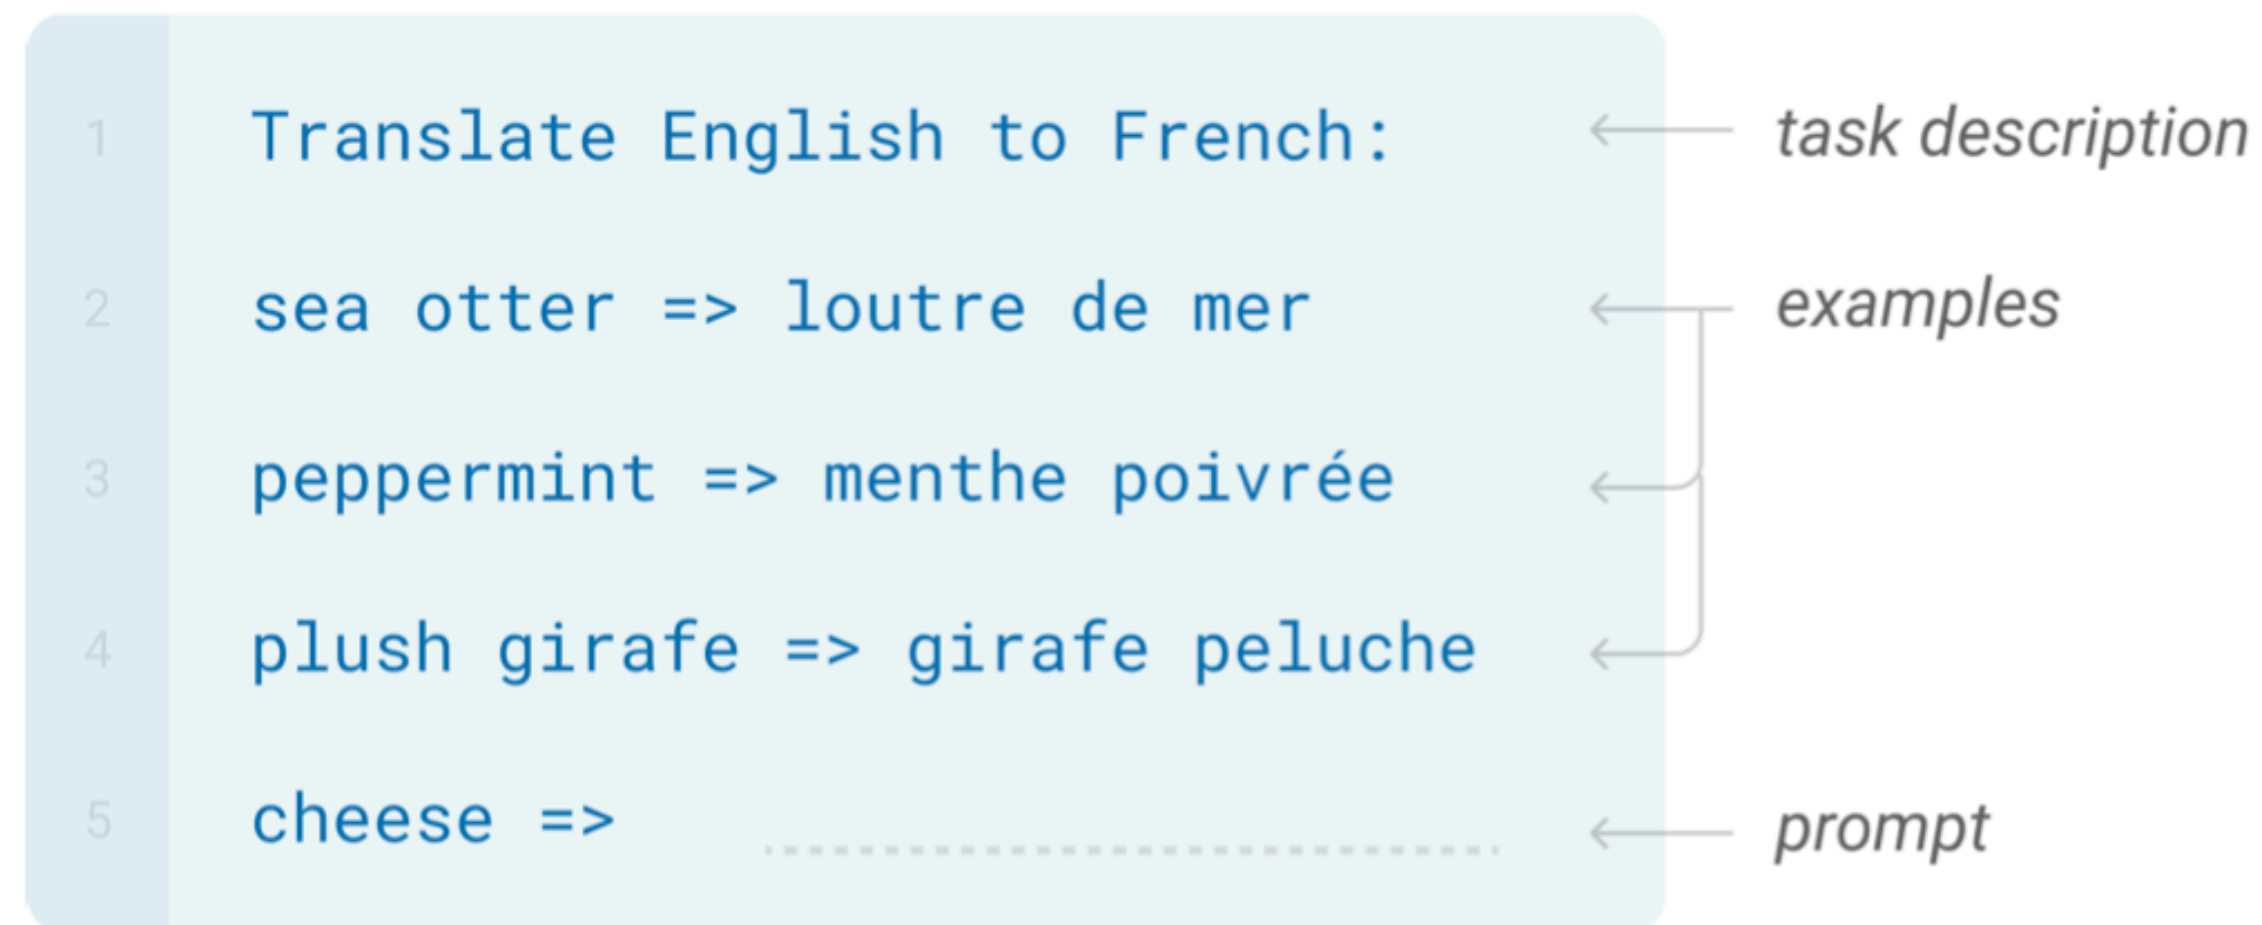 1 Translate English to French: task description
2 sea otter => loutre de mer examples
3 peppermint => menthe poivrée
4 plush girafe => girafe peluche
5 cheese => prompt